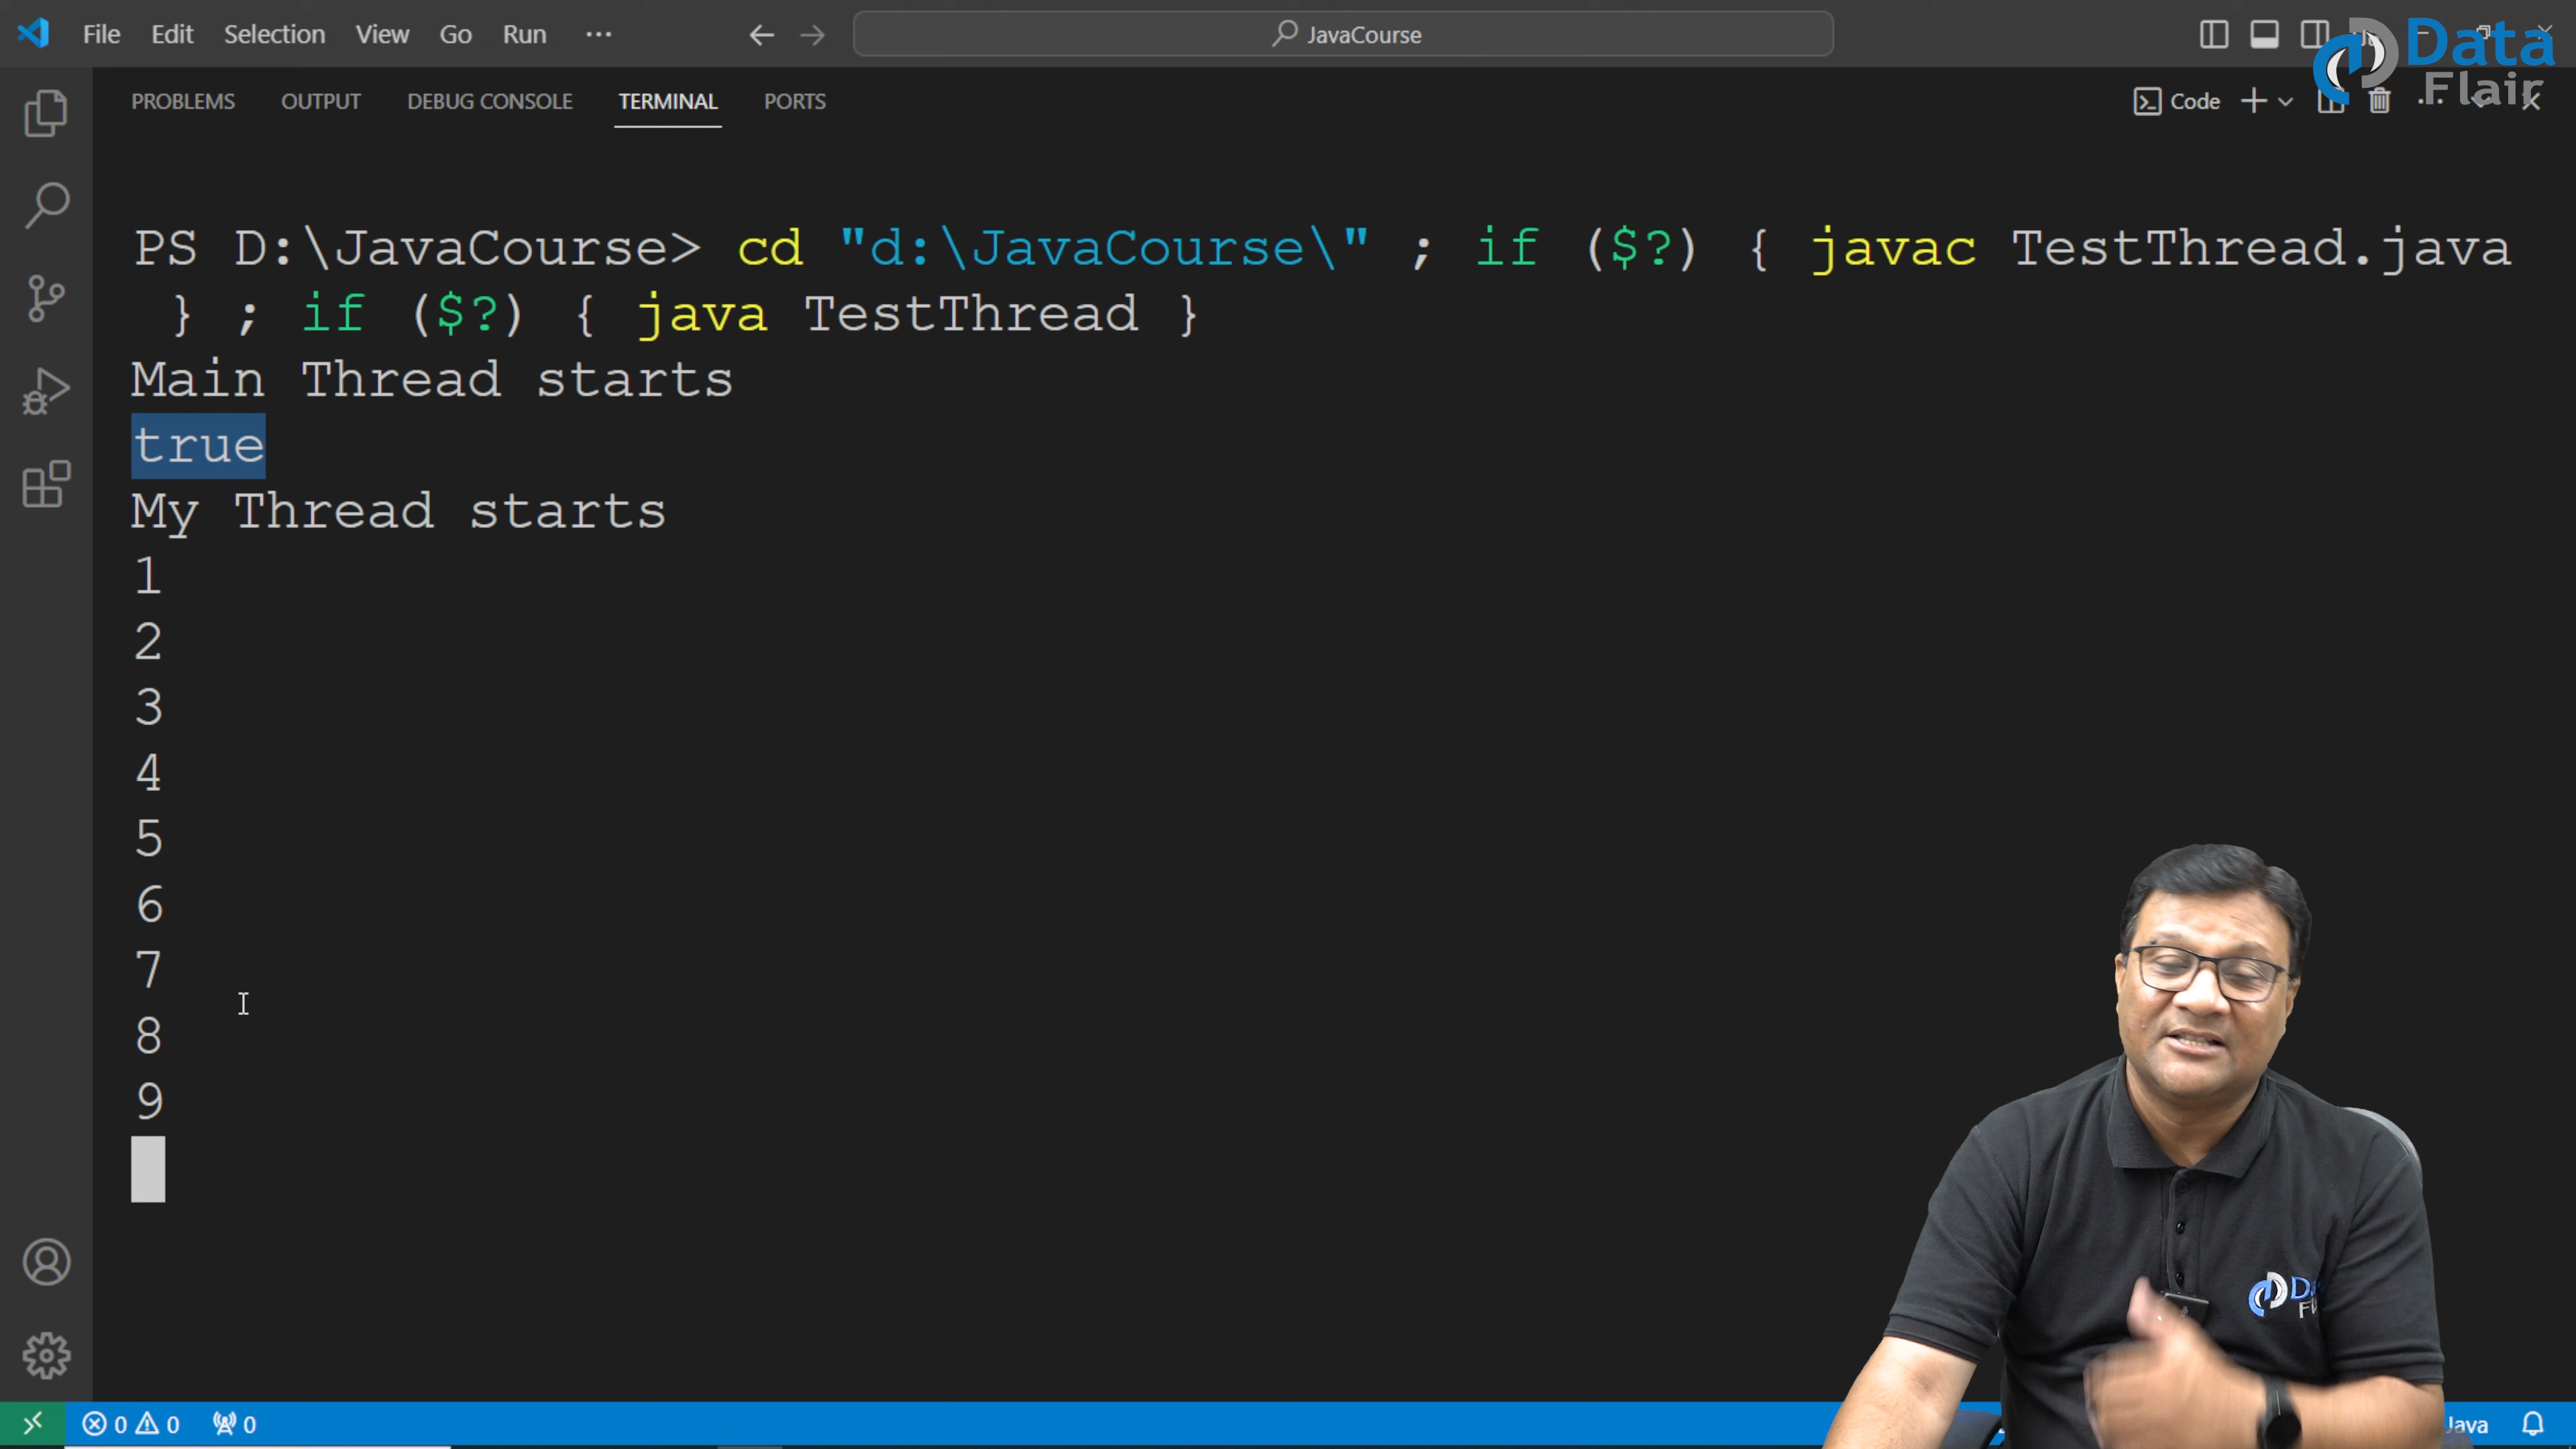 File Edit Selection View Go Run ··· JavaCourse
Data
Flair
PROBLEMS OUTPUT DEBUG CONSOLE TERMINAL PORTS Code
PS D:\JavaCourse> cd "d:\JavaCourse\" ; if ($?) { javac TestThread.java
} ; if ($?) { java TestThread }
Main Thread starts
true
My Thread starts
1
2
3
4
5
6
7
8
9
0 0 0 Java